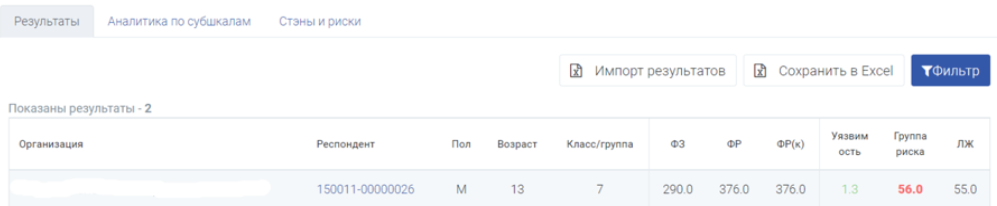 Результаты Аналитика по субшкалам Стэны и риски
Импорт результатов Сохранить в Excel Фильтр
Показаны результаты - 2
Организация Респондент Пол Возраст Класс/группа ФЗ ФР ФР(к) Уязвим Группа ЛЖ
ость риска
150011-00000026 М 13 7 290.0 376.0 376.0 1.3 56.0 55.0